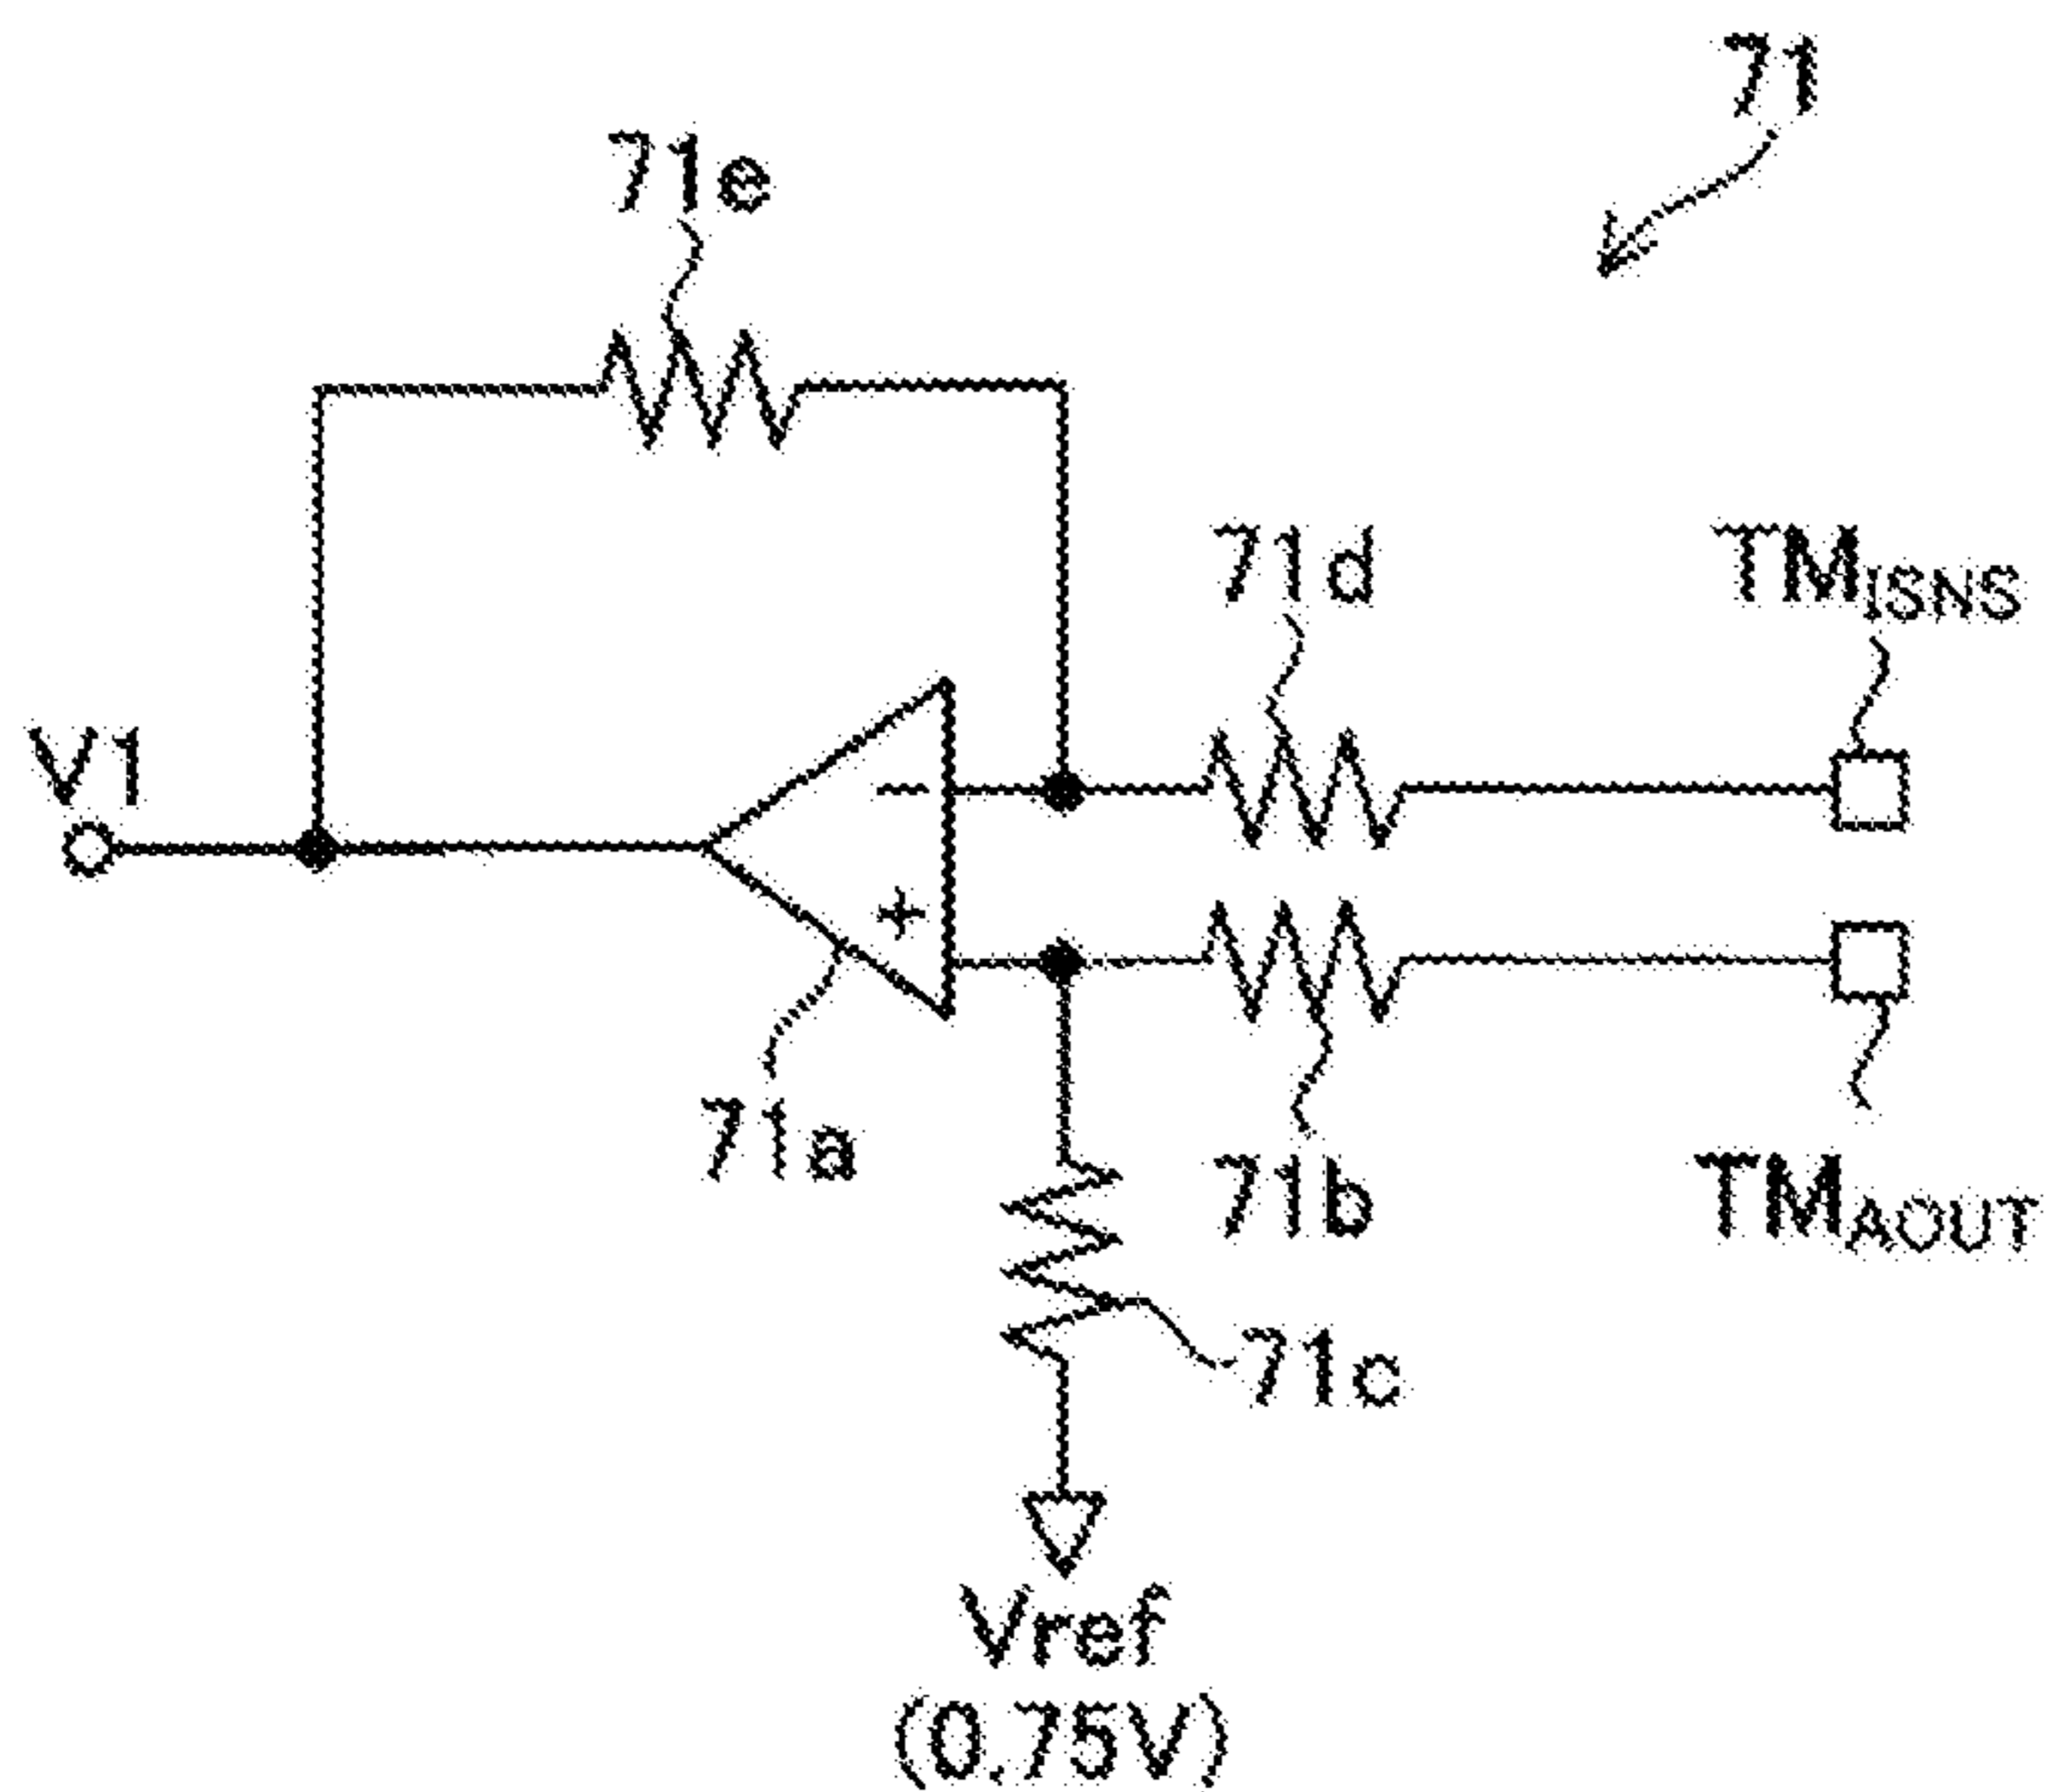 71
71e
71d
TMISNS
V1
−
+
71a
71b
TMAOUT
71c
Vref
(0.75V)